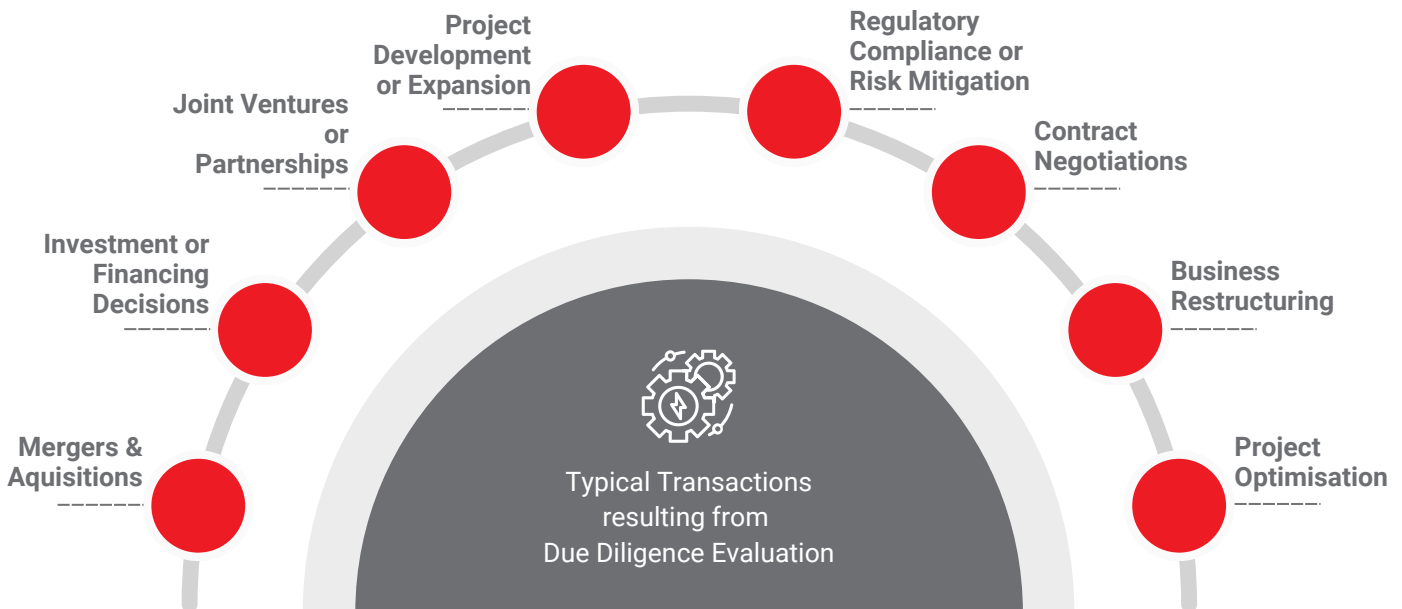 Mergers &
Aquisitions
Investment or
Financing
Decisions
Joint Ventures
or
Partnerships
Project
Development
or Expansion
Regulatory
Compliance or
Risk Mitigation
Contract
Negotiations
Business
Restructuring
Project
Optimisation
Typical Transactions
resulting from
Due Diligence Evaluation